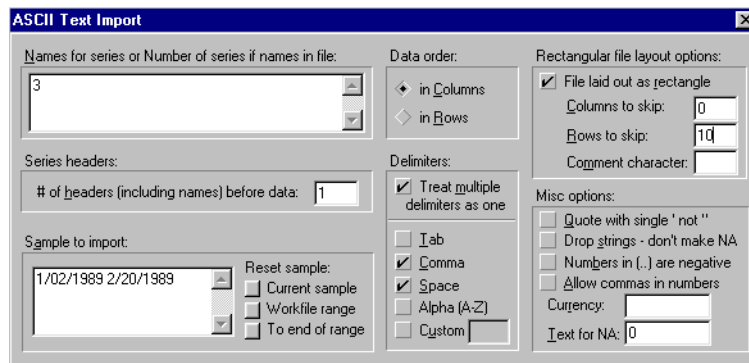 ASCII Text Import
Names for series or Number of series if names in file:
3
Series headers:
# of headers (including names) before data: 1
Sample to import:
1/02/1989 2/20/1989
Reset sample:
Current sample
Workfile range
To end of range
Data order:
in Columns
in Rows
Delimiters:
Treat multiple
delimiters as one
Tab
Comma
Space
Alpha (A-Z)
Custom
Rectangular file layout options:
File laid out as rectangle
Columns to skip: 0
Rows to skip: 10
Comment character:
Misc options:
Quote with single ' not "
Drop strings - don't make NA
Numbers in (..) are negative
Allow commas in numbers
Currency:
Text for NA: 0